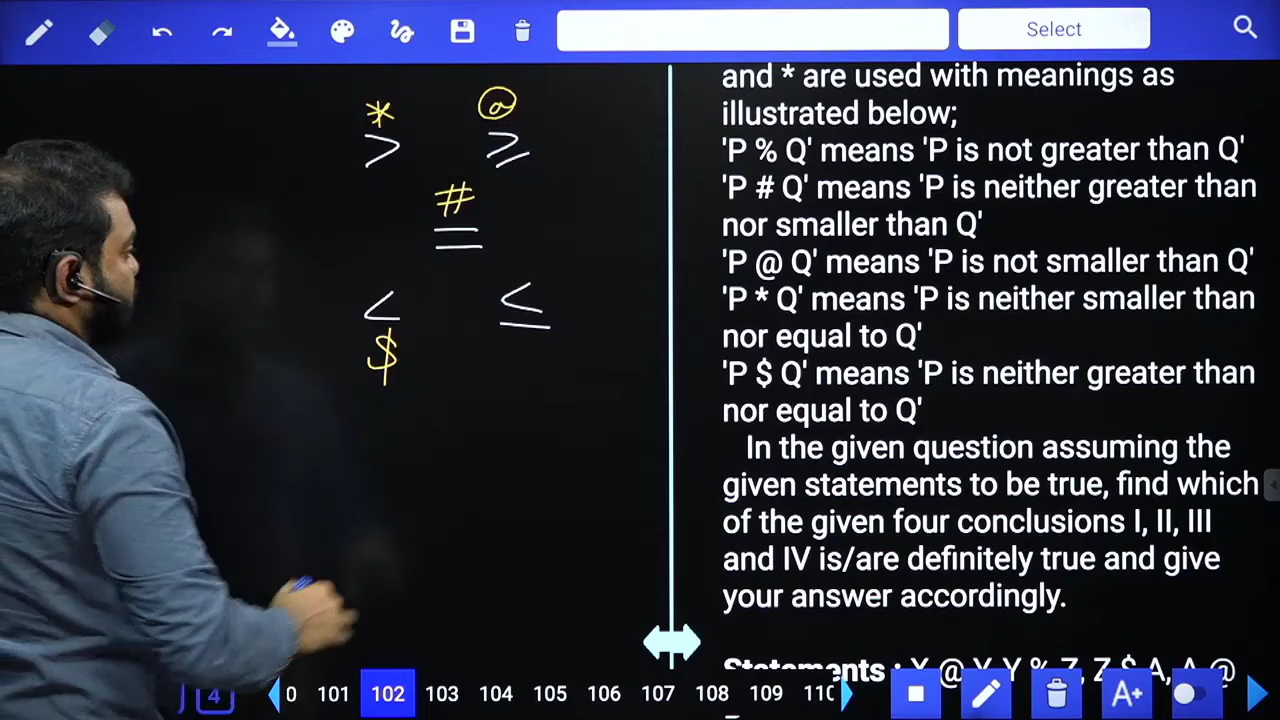 Select
* @
> ≥
#
=
< ≤
$
and * are used with meanings as
illustrated below;
'P % Q' means 'P is not greater than Q'
'P # Q' means 'P is neither greater than
nor smaller than Q'
'P @ Q' means 'P is not smaller than Q'
'P * Q' means 'P is neither smaller than
nor equal to Q'
'P $ Q' means 'P is neither greater than
nor equal to Q'
In the given question assuming the
given statements to be true, find which
of the given four conclusions I, II, III
and IV is/are definitely true and give
your answer accordingly.
Statements : X @ Y, Y % Z, Z $ A, A @
4 0 101 102 103 104 105 106 107 108 109 110 A+